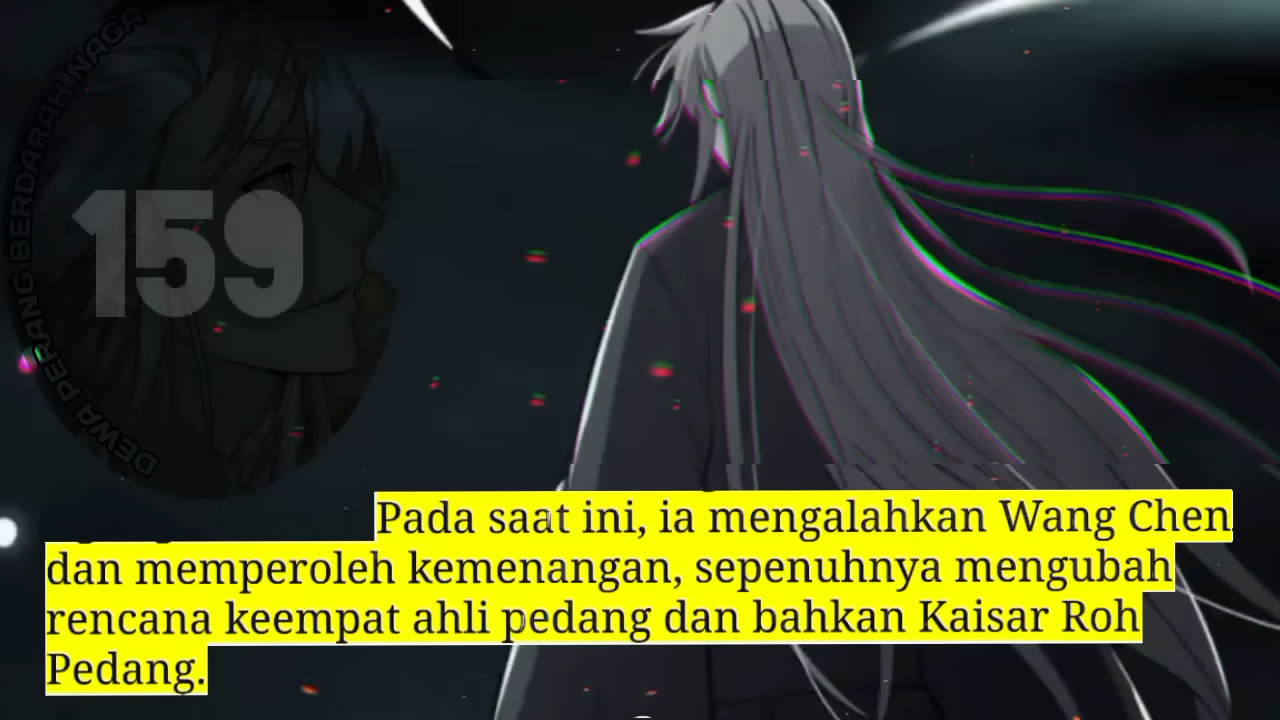 DEWA PERANG BERDARAH NAGA
159
Pada saat ini, ia mengalahkan Wang Chen
dan memperoleh kemenangan, sepenuhnya mengubah
rencana keempat ahli pedang dan bahkan Kaisar Roh
Pedang.